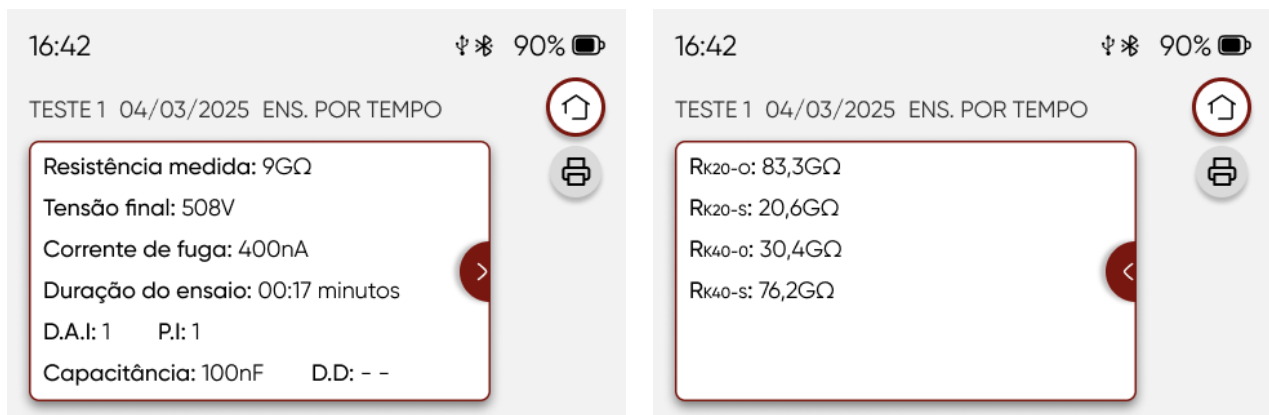 16:42 90%
TESTE 1 04/03/2025 ENS. POR TEMPO
Resistência medida: 9GΩ
Tensão final: 508V
Corrente de fuga: 400nA
Duração do ensaio: 00:17 minutos
D.A.I: 1 P.I: 1
Capacitância: 100nF D.D: - -
16:42 90%
TESTE 1 04/03/2025 ENS. POR TEMPO
RK20-O: 83,3GΩ
RK20-S: 20,6GΩ
RK40-0: 30,4GΩ
RK40-S: 76,2GΩ